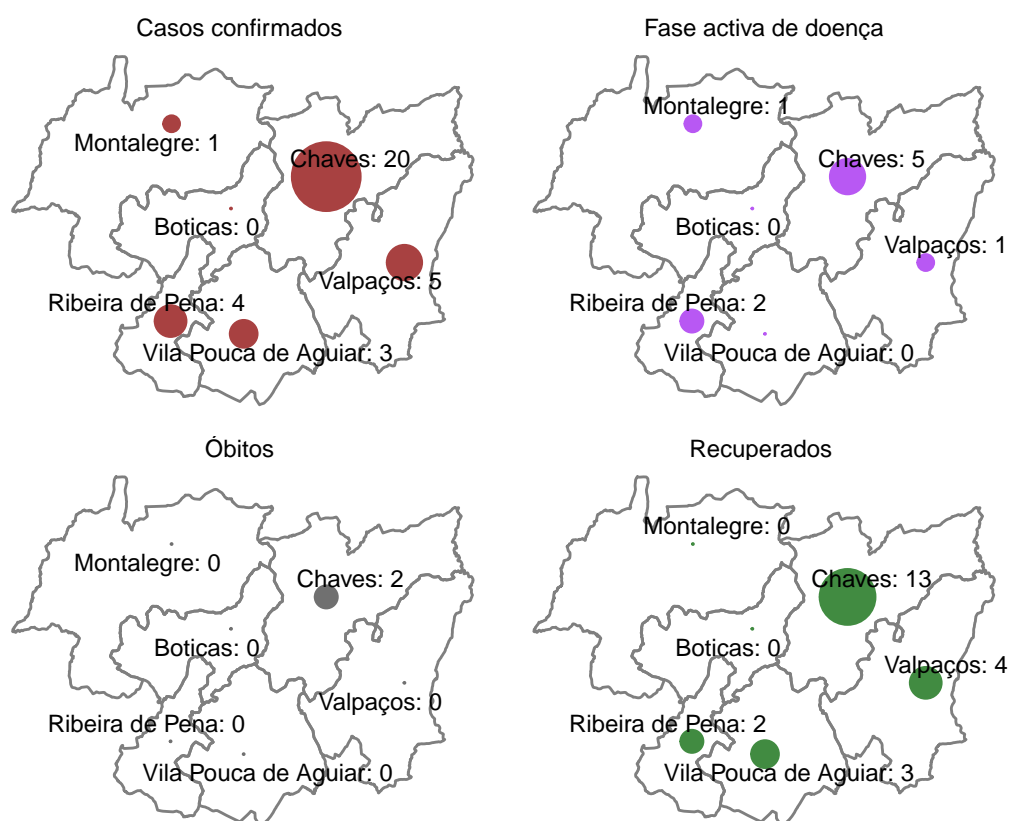 Casos confirmados
Montalegre: 1
Chaves: 20
Boticas: 0
Valpaços: 5
Ribeira de Pena: 4
Vila Pouca de Aguiar: 3
Fase activa de doença
Montalegre: 1
Chaves: 5
Boticas: 0
Valpaços: 1
Ribeira de Pena: 2
Vila Pouca de Aguiar: 0
Óbitos
Montalegre: 0
Chaves: 2
Boticas: 0
Valpaços: 0
Ribeira de Pena: 0
Vila Pouca de Aguiar: 0
Recuperados
Montalegre: 0
Chaves: 13
Boticas: 0
Valpaços: 4
Ribeira de Pena: 2
Vila Pouca de Aguiar: 3